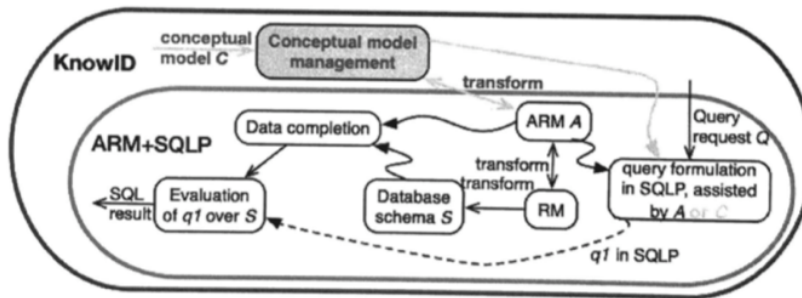 conceptual
model C
Conceptual model
management
KnowID
transform
Query
request Q
Data completion
ARM A
ARM+SQLP
transform
transform
query formulation
in SQLP, assisted
by A or C
SQL
result
Evaluation
of q1 over S
Database
schema S
RM
q1 in SQLP